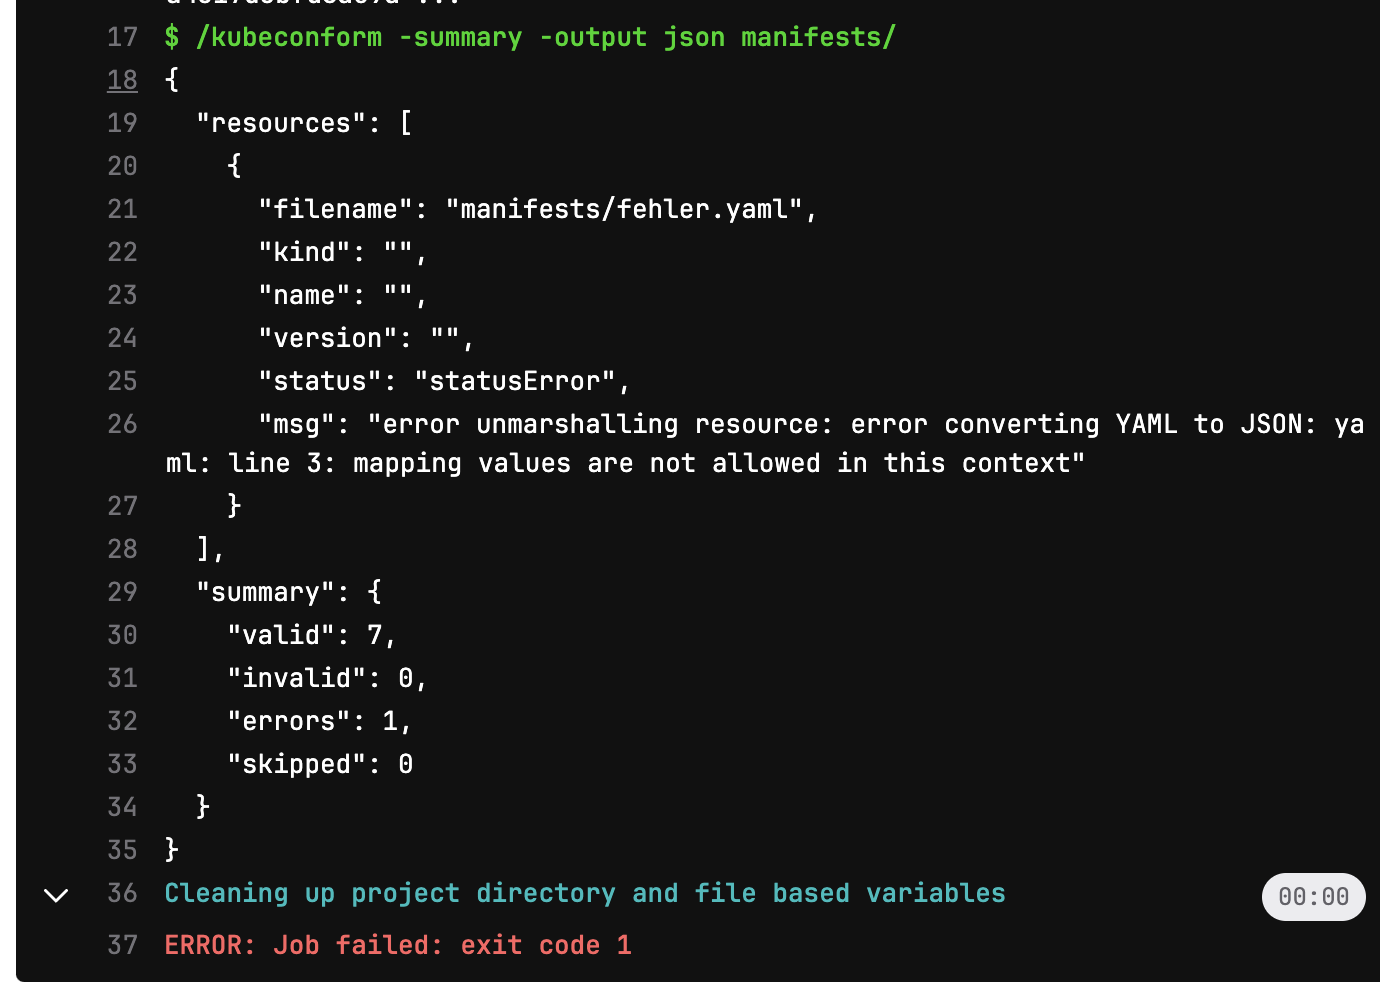 17 $ /kubeconform -summary -output json manifests/
18 {
19 "resources": [
20 {
21 "filename": "manifests/fehler.yaml",
22 "kind": "",
23 "name": "",
24 "version": "",
25 "status": "statusError",
26 "msg": "error unmarshalling resource: error converting YAML to JSON: ya
ml: line 3: mapping values are not allowed in this context"
27 }
28 ],
29 "summary": {
30 "valid": 7,
31 "invalid": 0,
32 "errors": 1,
33 "skipped": 0
34 }
35 }
36 Cleaning up project directory and file based variables 00:00
37 ERROR: Job failed: exit code 1